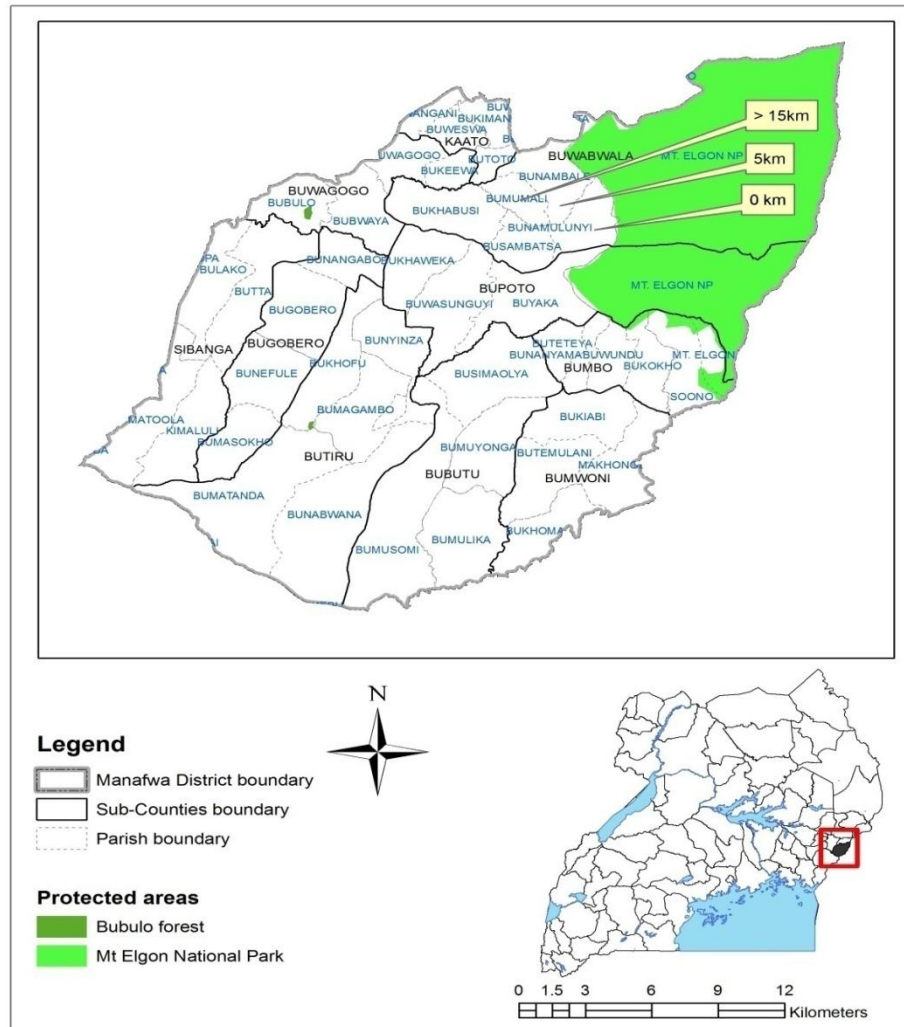 > 15km
BUKIMAN
BUWESWA
KAATO
BUWABWALA
MT. ELGON NP
5km
UWAGOGO
BUTOTO
BUKEEWA
BUNAMBALE
BUWAGOGO
BUMUMALI
0 km
BUBULO
BUKHABUSI
BUBWAYA
BUNAMULUNYI
BUSAMBATSA
BUNANGABO
BUKHAWEKA
BULAKO
MT. ELGON NP
BUTTA
BUPOTO
BUWASUNGUYI
BUYAKA
BUGOBERO
BUNYINZA
BUTETEYA
SIBANGA
BUGOBERO
BUNANYAMA
BUWUNDU
MT. ELGON
BUKHOFU
BUSIMAOLYA
BUMBO
BUKOKHO
BUNEFULE
SOONO
BUMAGAMBO
BUKIABI
MATOOLA
KIMALULI
BUMASOKHO
BUMUYONGA
BUTEMULANI
BUTIRU
MAKHONG
BUBUTU
BUMWONI
BUMATANDA
BUNABWANA
BUKHOMA
BUMUSOMI
BUMULIKA
N
Legend
Manafwa District boundary
Sub-Counties boundary
Parish boundary
Protected areas
Bubulo forest
Mt Elgon National Park
0 1.5 3 6 9 12
Kilometers